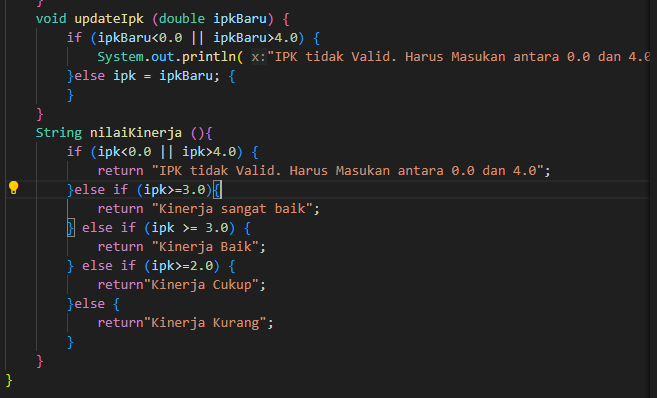 }
void updateIpk (double ipkBaru) {
if (ipkBaru<0.0 || ipkBaru>4.0) {
System.out.println( x:"IPK tidak Valid. Harus Masukan antara 0.0 dan 4.0
}else ipk = ipkBaru; {
}
}
String nilaiKinerja (){
if (ipk<0.0 || ipk>4.0) {
return "IPK tidak Valid. Harus Masukan antara 0.0 dan 4.0";
}else if (ipk>=3.0){
return "Kinerja sangat baik";
} else if (ipk >= 3.0) {
return "Kinerja Baik";
} else if (ipk>=2.0) {
return"Kinerja Cukup";
}else {
return"Kinerja Kurang";
}
}
}